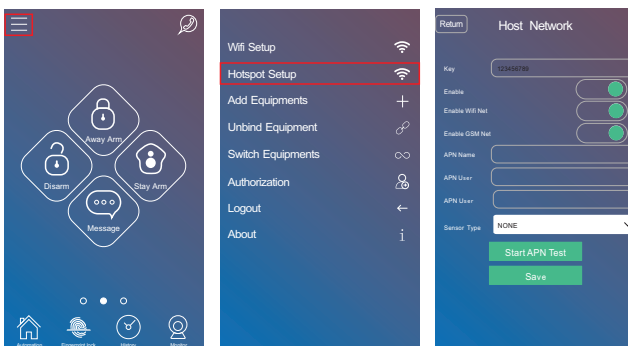 Away Arm
Disarm
Stay Arm
Message
Automation
Fingerprint lock
History
Monitor
Wifi Setup
Hotspot Setup
Add Equipments
Unbind Equipment
Switch Equipments
Authorization
Logout
About
Return
Host Network
Key
123456789
Enable
Enable Wifi Net
Enable GSM Net
APN Name
APN User
APN User
Sensor Type
NONE
Start APN Test
Save